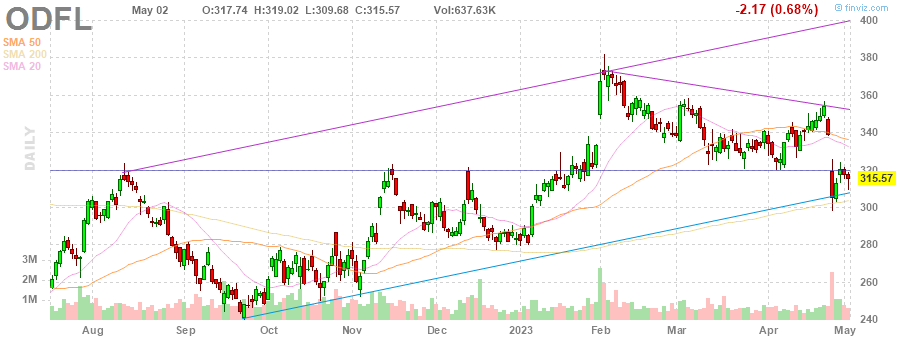 ODFL May 02 O:317.74 H:319.02 L:309.68 C:315.57 Vol:637.63K -2.17 (0.68%) © finviz.com
SMA 50
SMA 200
SMA 20
DAILY
400
380
360
340
320
315.57
300
280
260
240
3M
2M
1M
Aug Sep Oct Nov Dec 2023 Feb Mar Apr May